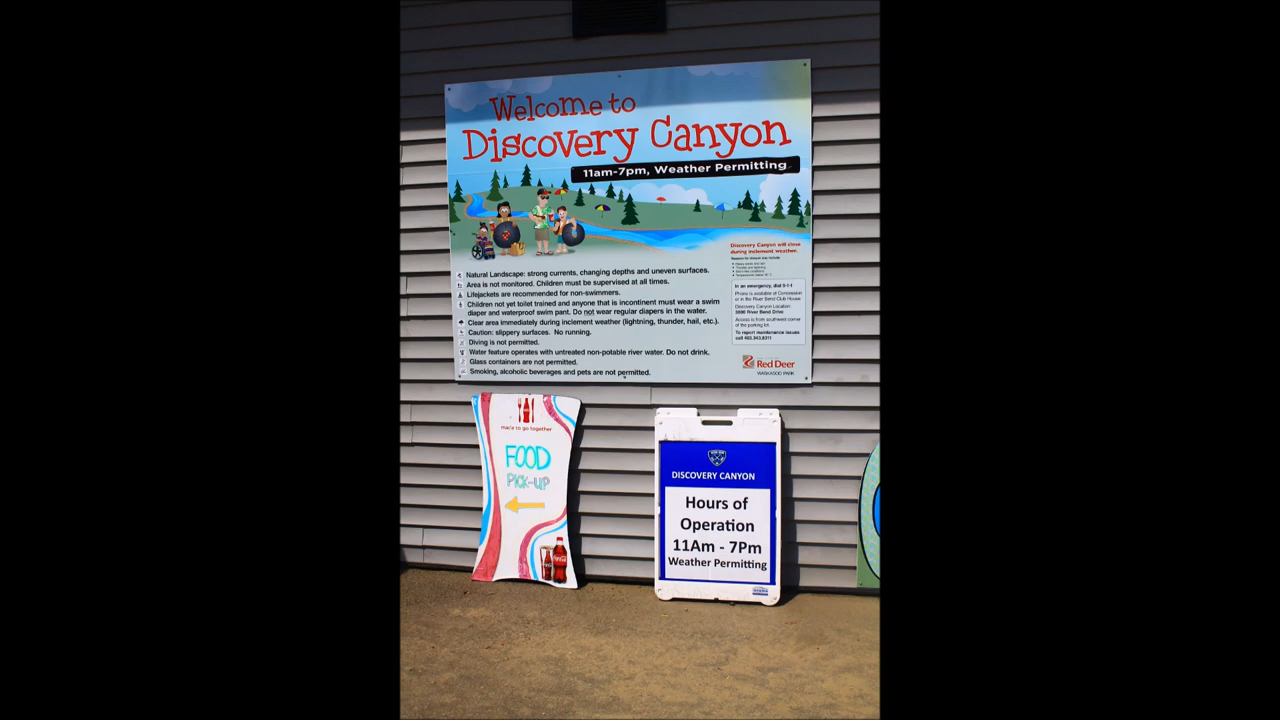 Welcome to
Discovery Canyon
11am-7pm, Weather Permitting
Natural Landscape: strong currents, changing depths and uneven surfaces.
Area is not monitored. Children must be supervised at all times.
Lifejackets are recommended for non-swimmers.
Children not yet toilet trained and anyone that is incontinent must wear a swim
diaper and waterproof swim pant. Do not wear regular diapers in the water.
Clear area immediately during inclement weather (lightning, thunder, hail, etc.).
Caution: slippery surfaces. No running.
Diving is not permitted.
Water feature operates with untreated non-potable river water. Do not drink.
Glass containers are not permitted.
Smoking, alcoholic beverages and pets are not permitted.
Discovery Canyon will close
during inclement weather.
In an emergency, dial 9-1-1
Phone is available at Concession
or in the River Bend Club House
Discovery Canyon Location:
River Bend Drive
Access is from southwest corner
of the parking lot.
To report maintenance issues
call 403.343.8311
Red Deer
WASKASOO PARK
made to go together
FOOD
PICK-UP
DISCOVERY CANYON
Hours of
Operation
11Am - 7Pm
Weather Permitting